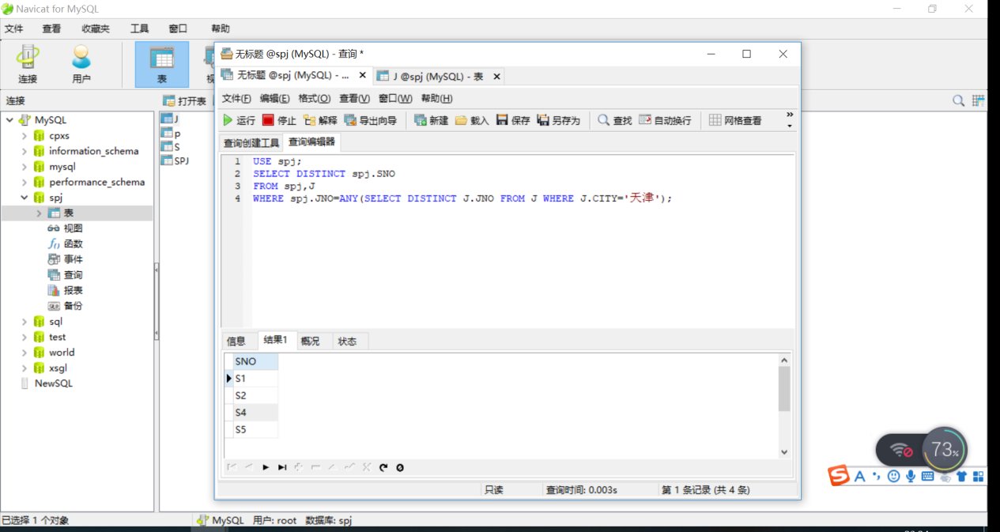 Navicat for MySQL
文件 查看 收藏夹 工具 窗口 帮助
连接 用户 表
连接 打开表
MySQL
cpxs
information_schema
mysql
performance_schema
spj
表
视图
函数
事件
查询
报表
备份
sql
test
world
xsgl
NewSQL
J
p
S
SPJ
无标题 @spj (MySQL) - 查询 *
无标题 @spj (MySQL) - ... J @spj (MySQL) - 表
文件(F) 编辑(E) 格式(O) 查看(V) 窗口(W) 帮助(H)
运行 停止 解释 导出向导 新建 载入 保存 另存为 查找 自动换行 网格查看 »
查询创建工具 查询编辑器
1 USE spj;
2 SELECT DISTINCT spj.SNO
3 FROM spj,J
4 WHERE spj.JNO=ANY(SELECT DISTINCT J.JNO FROM J WHERE J.CITY='天津');
信息 结果1 概况 状态
SNO
S1
S2
S4
S5
只读 查询时间: 0.003s 第 1 条记录 (共 4 条)
73%
S A
已选择 1 个对象 MySQL 用户: root 数据库: spj